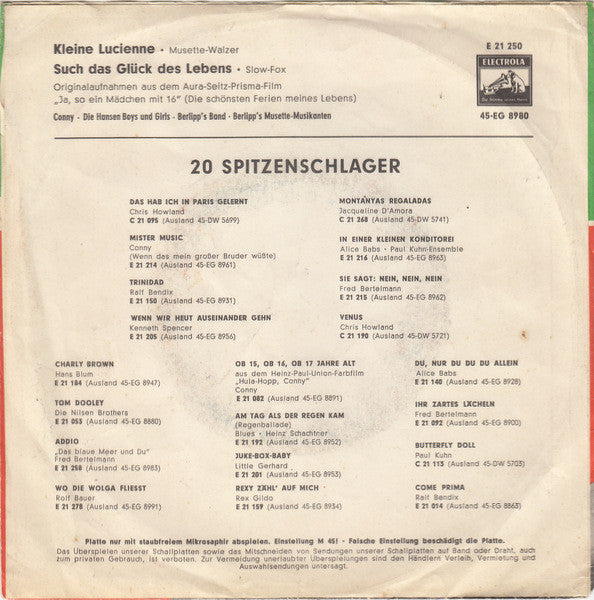 Kleine Lucienne • Musette-Walzer
Such das Glück des Lebens • Slow-Fox
Originalaufnahmen aus dem Aura-Seitz-Prisma-Film
„Ja, so ein Mädchen mit 16" (Die schönsten Ferien meines Lebens)
Conny • Die Hansen Boys und Girls • Berlipp's Band • Berlipp's Musette-Musikanten
E 21 250
ELECTROLA
45-EG 8980
20 SPITZENSCHLAGER
DAS HAB ICH IN PARIS GELERNT
Chris Howland
C 21 095 (Ausland 45-DW 5699)
MISTER MUSIC
Conny
(Wenn das mein großer Bruder wüßte)
E 21 214 (Ausland 45-EG 8961)
TRINIDAD
Ralf Bendix
E 21 150 (Ausland 45-EG 8931)
WENN WIR HEUT AUSEINANDER GEHN
Kenneth Spencer
E 21 205 (Ausland 45-EG 8956)
MONTANYAS REGALADAS
Jacqueline D'Amora
C 21 268 (Ausland 45-DW 5741)
IN EINER KLEINEN KONDITOREI
Alice Babs • Paul Kuhn-Ensemble
E 21 216 (Ausland 45-EG 8963)
SIE SAGT: NEIN, NEIN, NEIN
Fred Bertelmann
E 21 215 (Ausland 45-EG 8962)
VENUS
Chris Howland
C 21 190 (Ausland 45-DW 5721)
CHARLY BROWN
Hans Blum
E 21 184 (Ausland 45-EG 8947)
TOM DOOLEY
Die Nilsen Brothers
E 21 053 (Ausland 45-EG 8880)
ADDIO
„Das blaue Meer und Du"
Fred Bertelmann
E 21 258 (Ausland 45-EG 8983)
WO DIE WOLGA FLIESST
Rolf Bauer
E 21 278 (Ausland 45-EG 8991)
OB 15, OB 16, OB 17 JAHRE ALT
aus dem Heinz-Paul-Union-Farbfilm
„Hula-Hopp, Conny"
Conny
E 21 082 (Ausland 45-EG 8891)
AM TAG ALS DER REGEN KAM
(Regenballade)
Blues • Heinz Schachtner
E 21 192 (Ausland 45-EG 8952)
JUKE-BOX-BABY
Little Gerhard
E 21 201 (Ausland 45-EG 8953)
REXY ZÄHL' AUF MICH
Rex Gildo
E 21 159 (Ausland 45-EG 8934)
DU, NUR DU DU DU ALLEIN
Alice Babs
E 21 140 (Ausland 45-EG 8928)
IHR ZARTES LÄCHELN
Fred Bertelmann
E 21 092 (Ausland 45-EG 8900)
BUTTERFLY DOLL
Paul Kuhn
C 21 113 (Ausland 45-DW 5703)
COME PRIMA
Ralf Bendix
E 21 014 (Ausland 45-EG 8863)
Platte nur mit staubfreiem Mikrosaphir abspielen. Einstellung M 45! • Falsche Einstellung beschädigt die Platte.
Das Überspielen unserer Schallplatten sowie das Mitschneiden von Sendungen unserer Schallplatten auf Band oder Draht, auch
zum privaten Gebrauch, ist verboten. Zur Vermeidung unerlaubter Überspielungen sind den Händlern Verleih, Vermietung und
Auswahlsendungen untersagt.